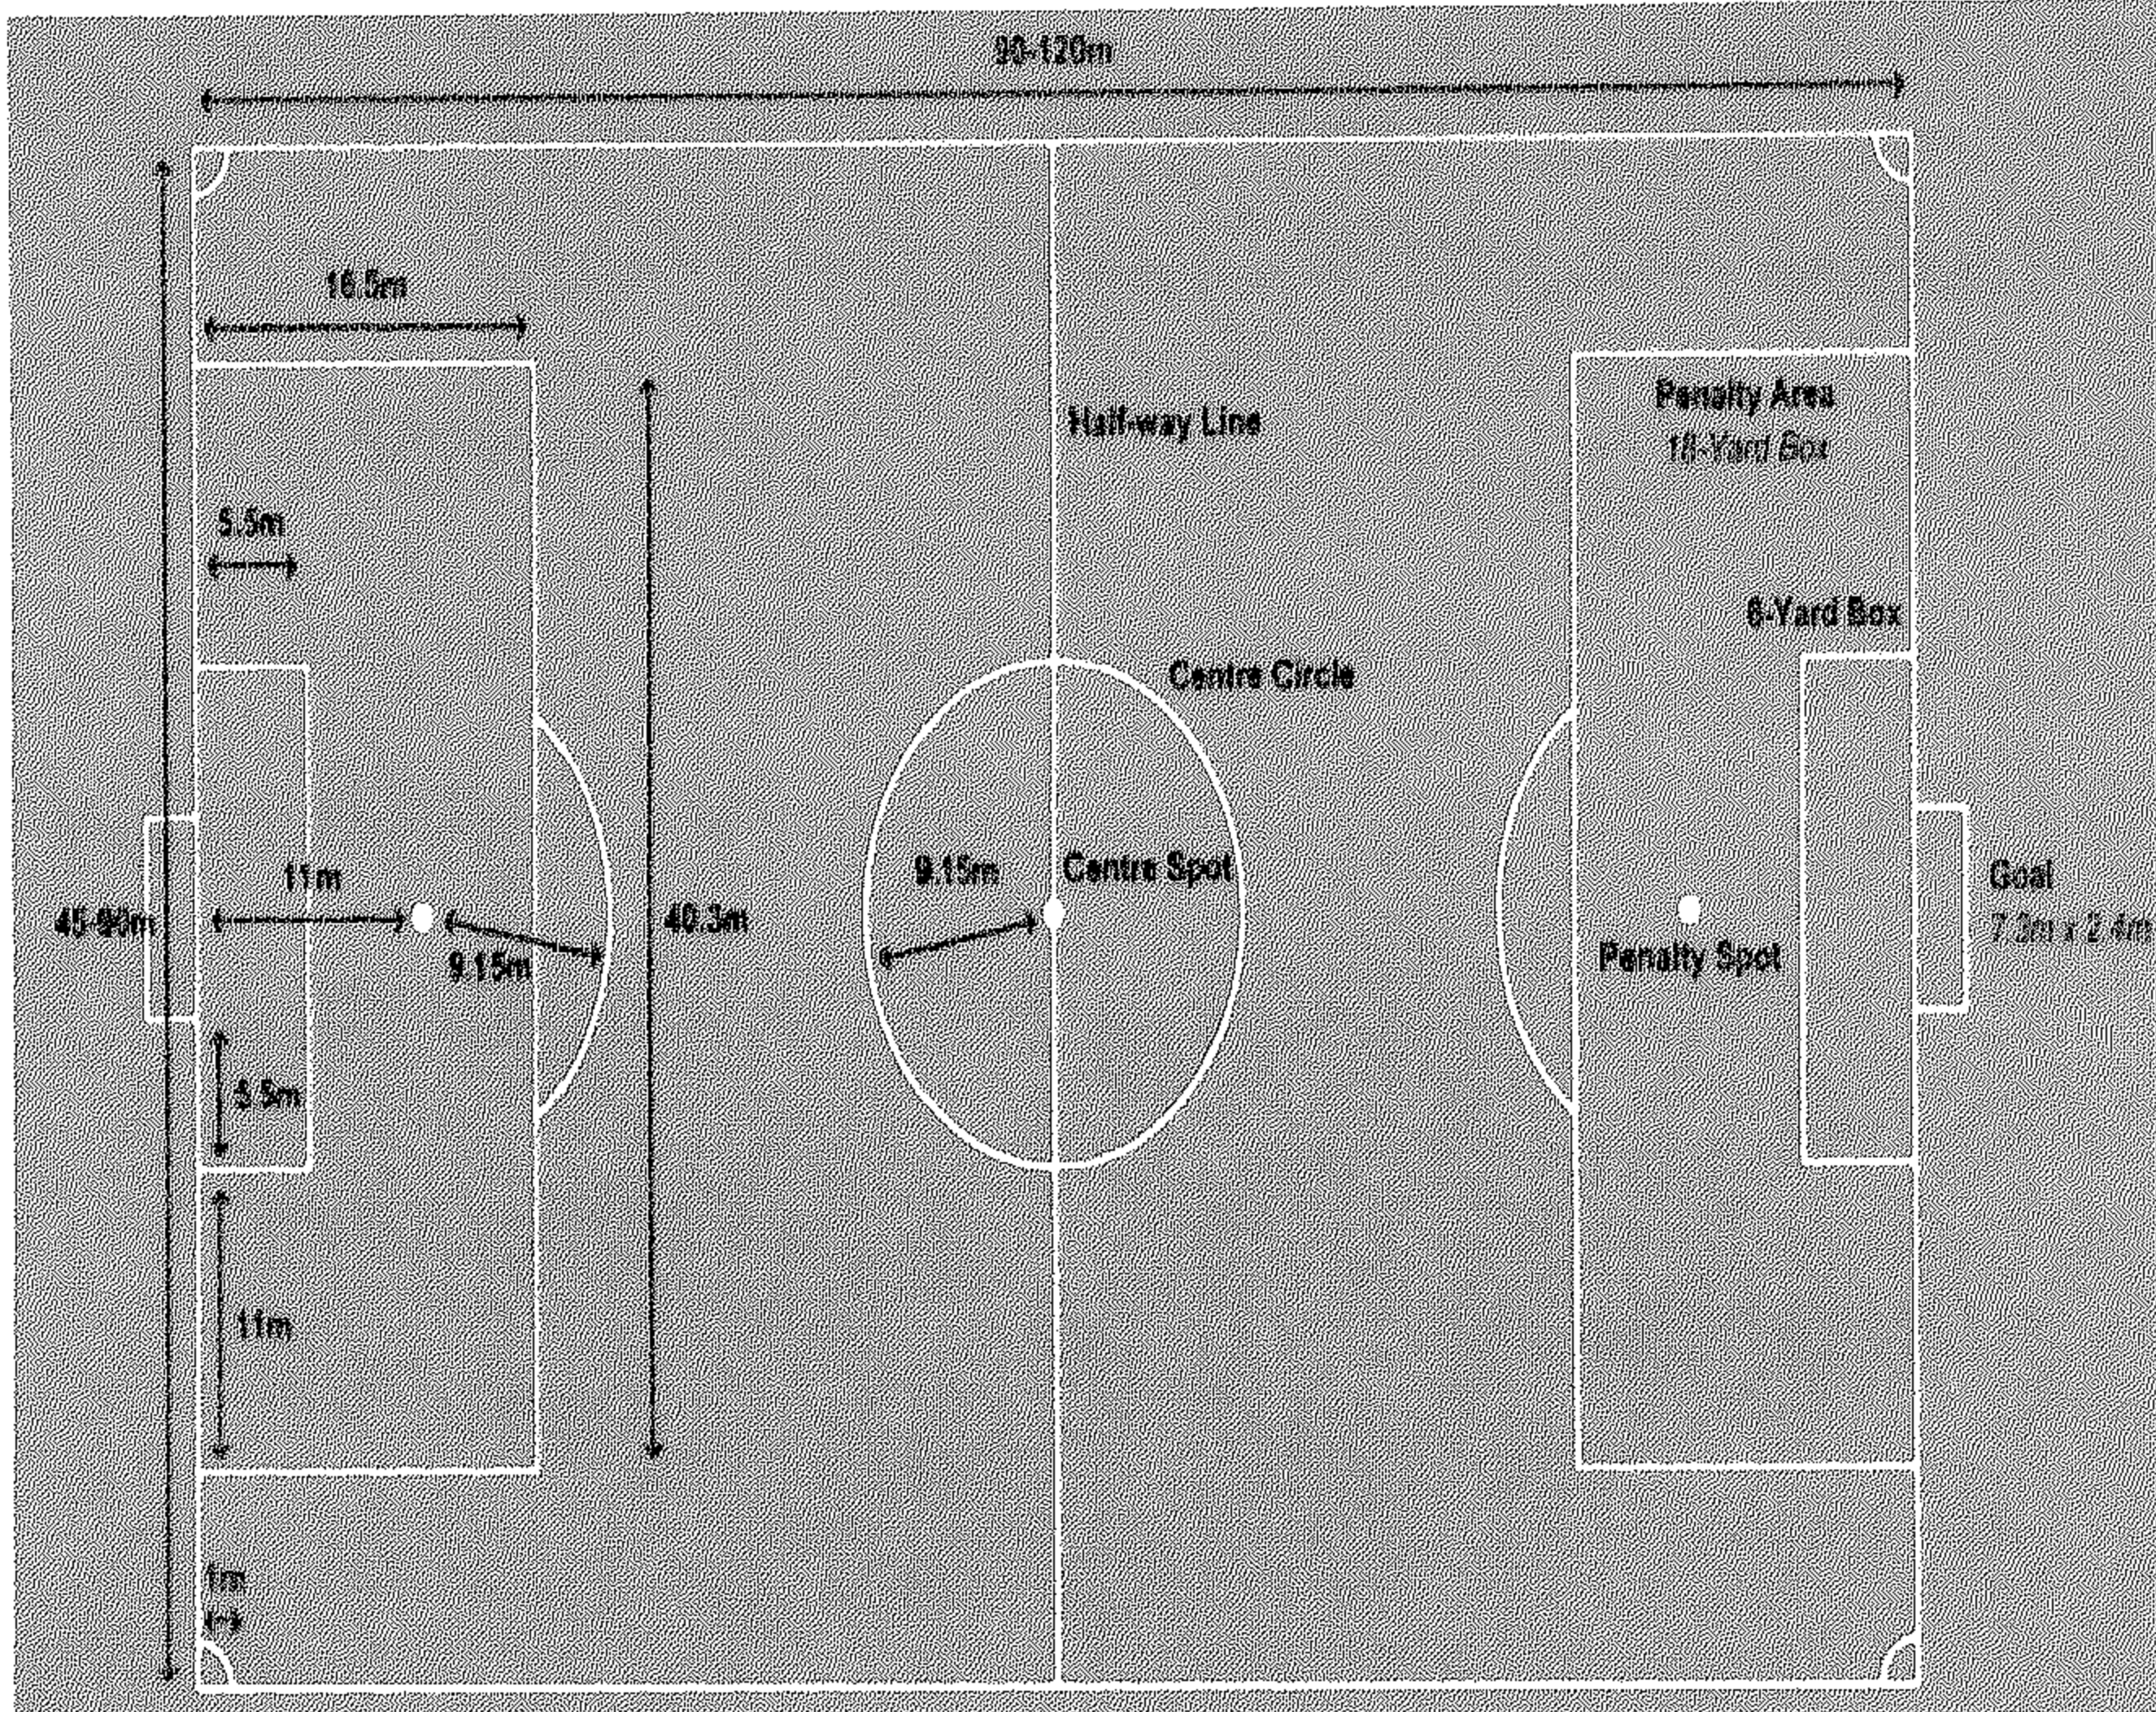 90-120m
16.5m
Half-way Line
Penalty Area
18-Yard Box
5.5m
6-Yard Box
Centre Circle
11m
9.15m
Centre Spot
Goal
45-90m
40.3m
9.15m
Penalty Spot
7.3m x 2.4m
5.5m
11m
1m